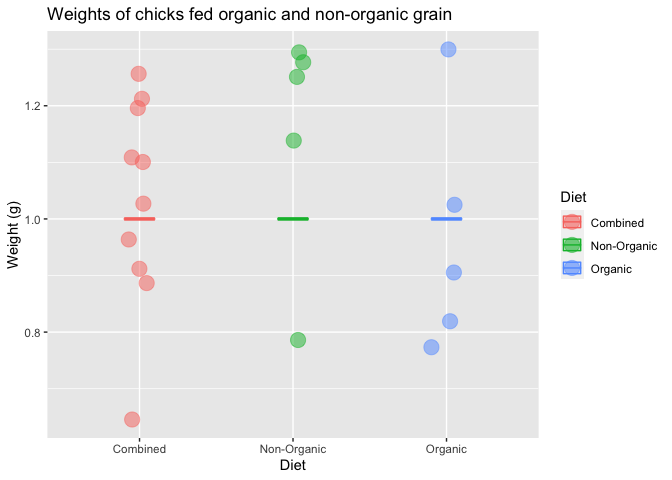 Weights of chicks fed organic and non-organic grain
Weight (g)
1.2
1.0
0.8
Combined
Non-Organic
Organic
Diet
Diet
Combined
Non-Organic
Organic